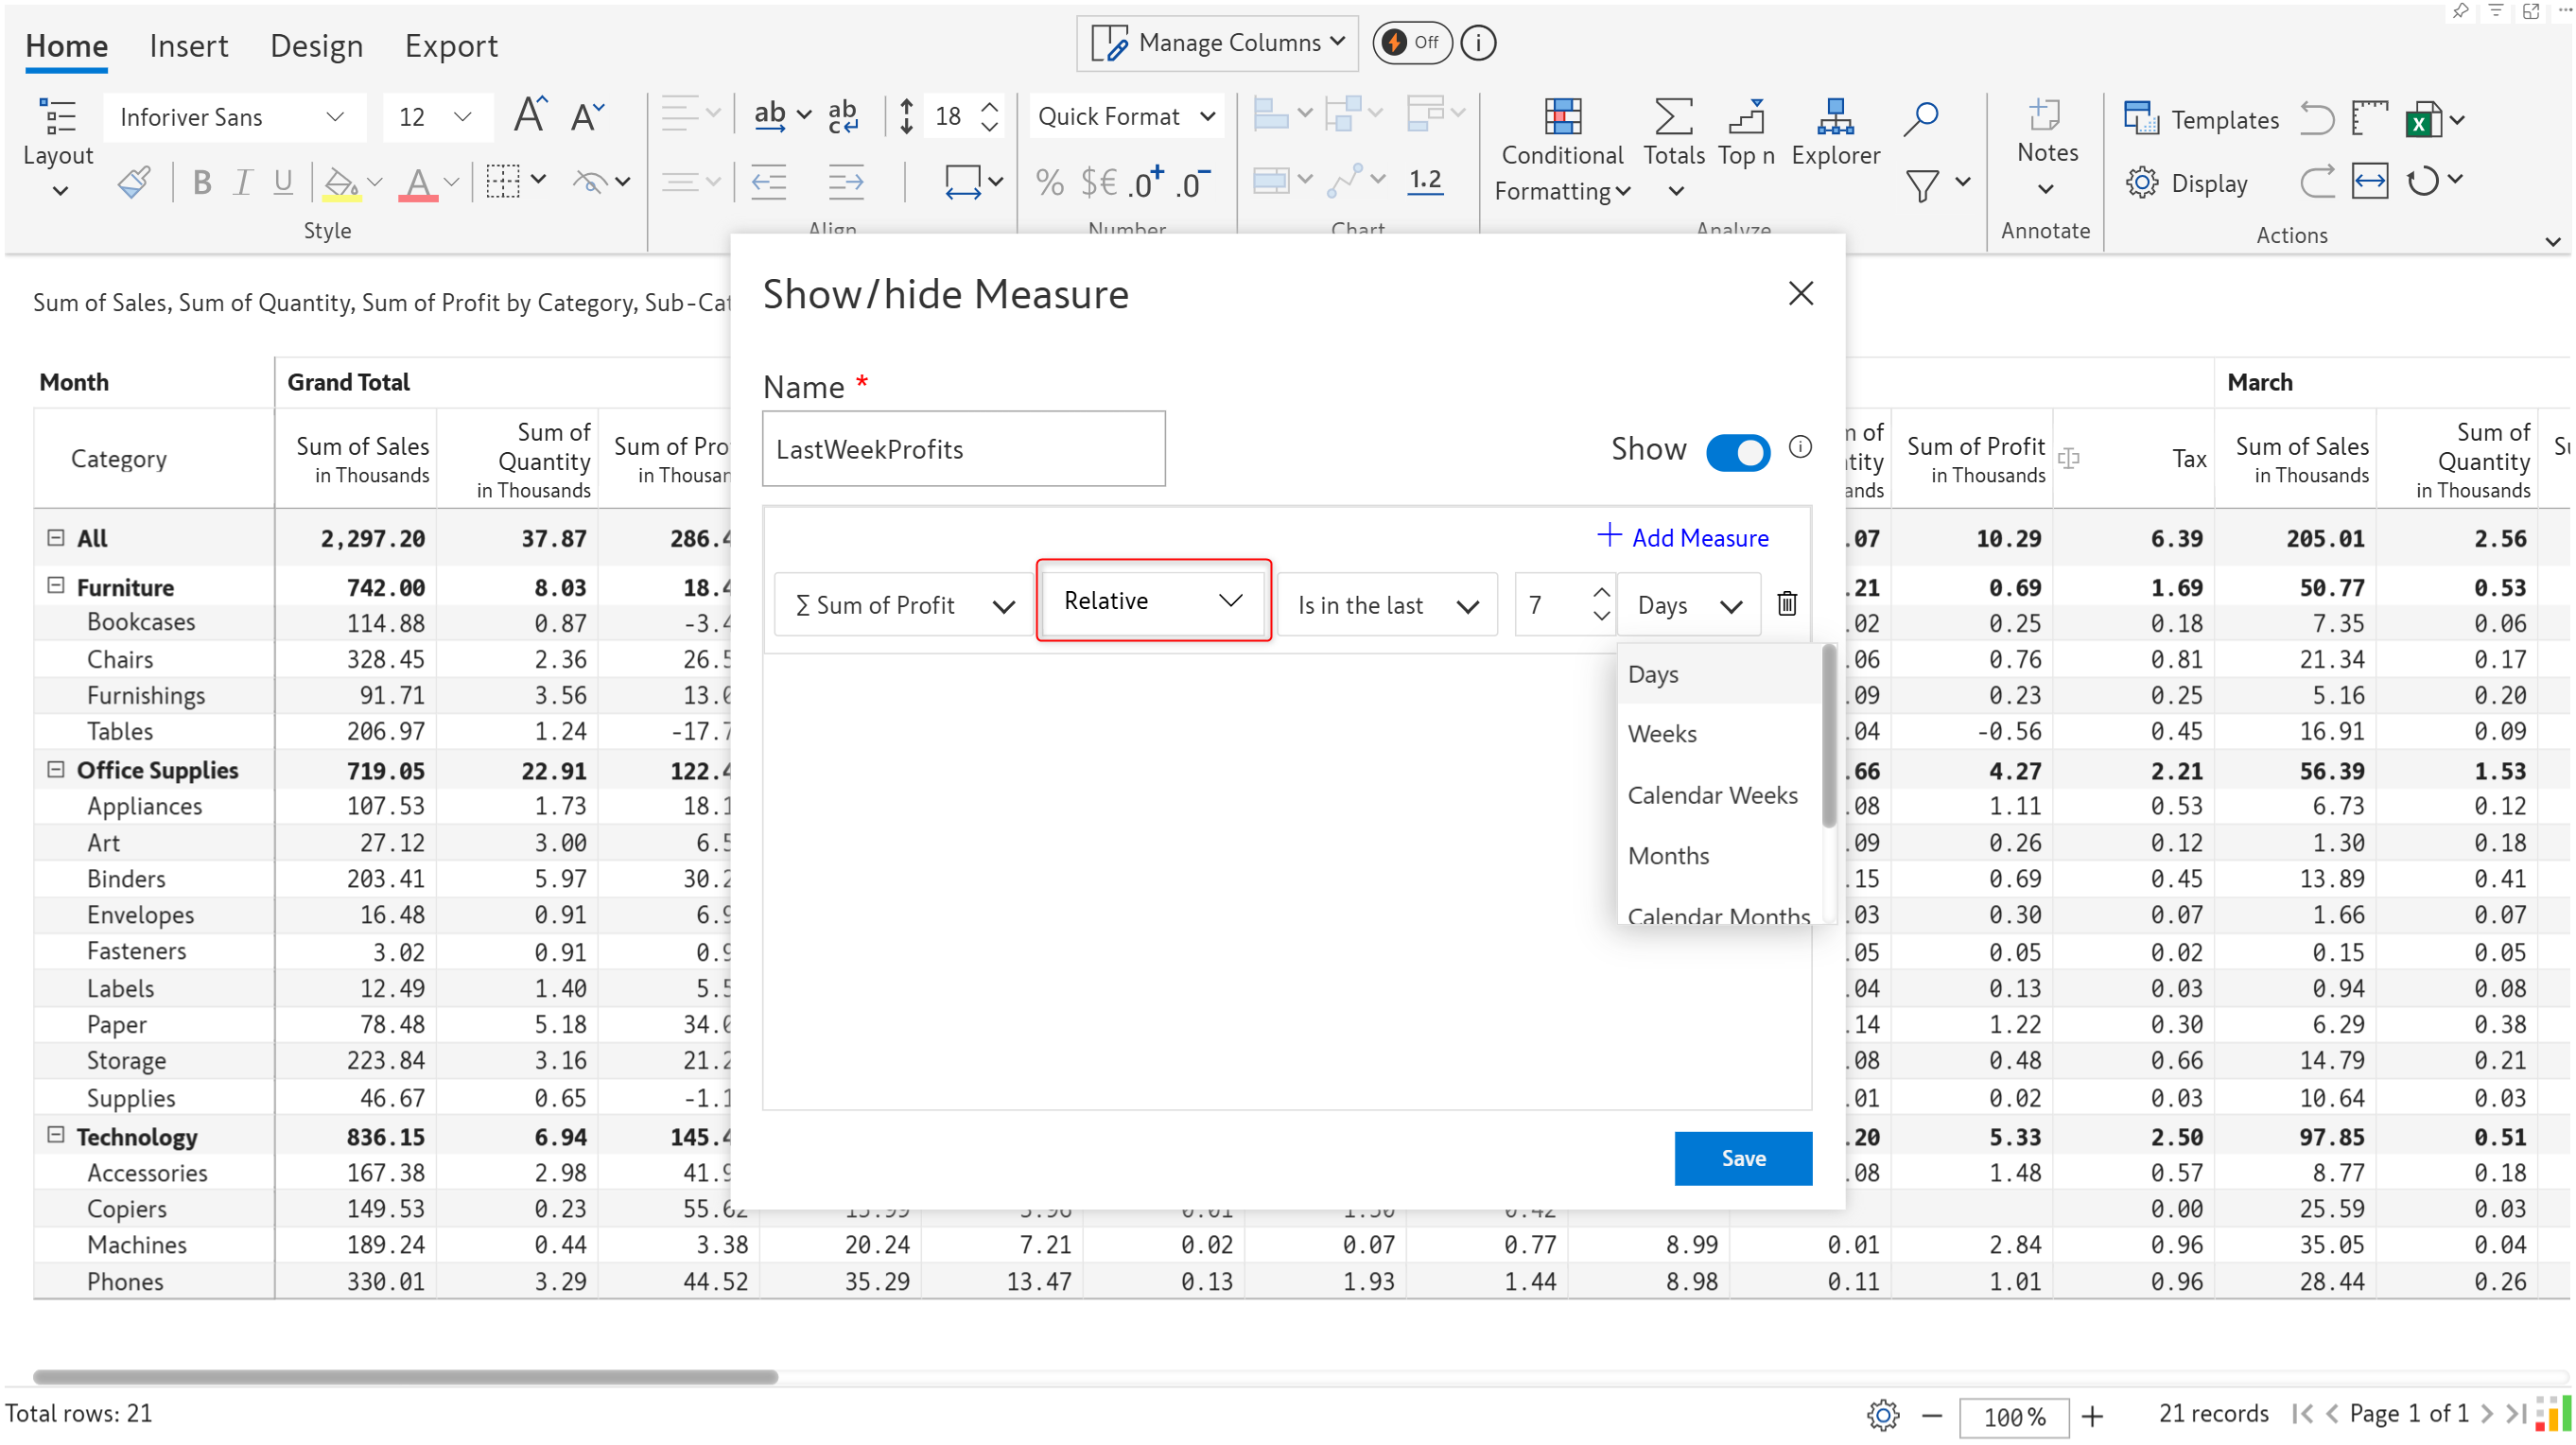 Home Insert Design Export
Manage Columns Off
Inforiver Sans 12 ab ab c 18 Quick Format
Layout B I U A % $€ .0 .0 1.2
Conditional Formatting Totals Top n Explorer Notes Templates Display
Style Align Number Chart Analyze Annotate Actions
Sum of Sales, Sum of Quantity, Sum of Profit by Category, Sub-Cat
Show/hide Measure
Name *
LastWeekProfits
Show
Add Measure
Σ Sum of Profit Relative Is in the last 7 Days
Days
Weeks
Calendar Weeks
Months
Calendar Months
Save
Month Grand Total March
Category Sum of Sales in Thousands Sum of Quantity in Thousands Sum of Pro in Thousan Sum of Profit in Thousands Tax Sum of Sales in Thousands Sum of Quantity in Thousands
All 2,297.20 37.87 286.4 .07 10.29 6.39 205.01 2.56
Furniture 742.00 8.03 18.4 .21 0.69 1.69 50.77 0.53
Bookcases 114.88 0.87 -3.4 .02 0.25 0.18 7.35 0.06
Chairs 328.45 2.36 26.5 .06 0.76 0.81 21.34 0.17
Furnishings 91.71 3.56 13.0 .09 0.23 0.25 5.16 0.20
Tables 206.97 1.24 -17.7 .04 -0.56 0.45 16.91 0.09
Office Supplies 719.05 22.91 122.4 .66 4.27 2.21 56.39 1.53
Appliances 107.53 1.73 18.1 .08 1.11 0.53 6.73 0.12
Art 27.12 3.00 6.5 .09 0.26 0.12 1.30 0.18
Binders 203.41 5.97 30.2 .15 0.69 0.45 13.89 0.41
Envelopes 16.48 0.91 6.9 .03 0.30 0.07 1.66 0.07
Fasteners 3.02 0.91 0.9 .05 0.05 0.02 0.15 0.05
Labels 12.49 1.40 5.5 .04 0.13 0.03 0.94 0.08
Paper 78.48 5.18 34.0 .14 1.22 0.30 6.29 0.38
Storage 223.84 3.16 21.2 .08 0.48 0.66 14.79 0.21
Supplies 46.67 0.65 -1.1 .01 0.02 0.03 10.64 0.03
Technology 836.15 6.94 145.4 .20 5.33 2.50 97.85 0.51
Accessories 167.38 2.98 41.9 .08 1.48 0.57 8.77 0.18
Copiers 149.53 0.23 55.62 0.00 25.59 0.03
Machines 189.24 0.44 3.38 20.24 7.21 0.02 0.07 0.77 8.99 0.01 2.84 0.96 35.05 0.04
Phones 330.01 3.29 44.52 35.29 13.47 0.13 1.93 1.44 8.98 0.11 1.01 0.96 28.44 0.26
Total rows: 21 100% 21 records Page 1 of 1